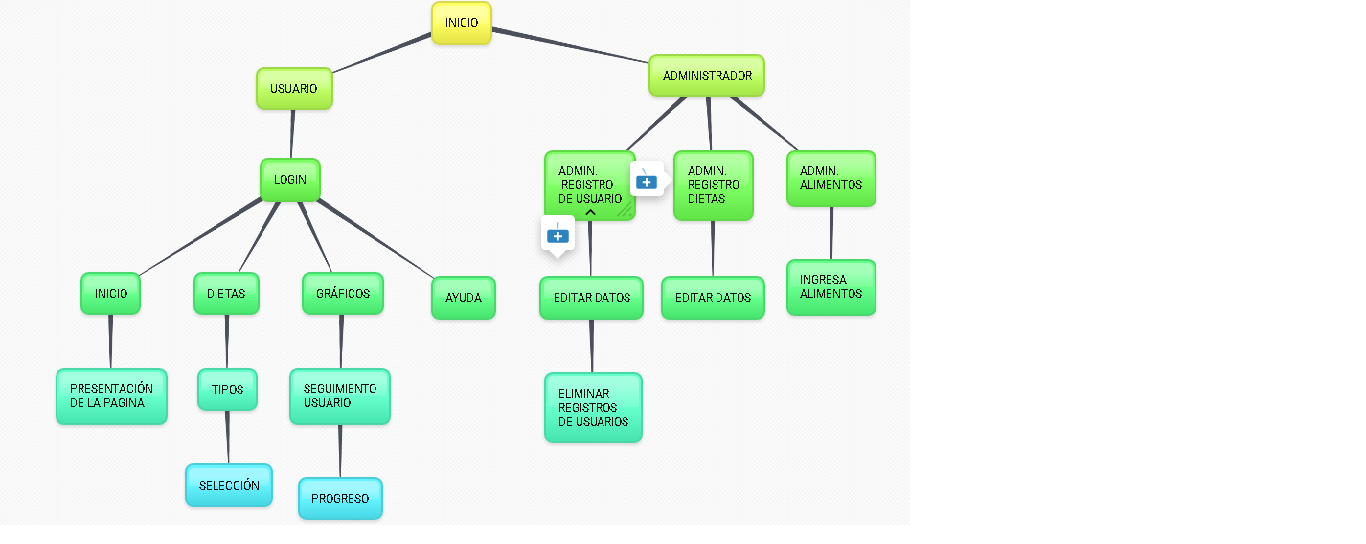 INICIO
USUARIO
ADMINISTRADOR
LOGIN
ADMIN.
REGISTRO
DE USUARIO
ADMIN.
REGISTRO
DIETAS
ADMIN.
ALIMENTOS
INICIO
DIETAS
GRÁFICOS
AYUDA
EDITAR DATOS
EDITAR DATOS
INGRESA
ALIMENTOS
PRESENTACIÓN
DE LA PAGINA
TIPOS
SEGUIMIENTO
USUARIO
ELIMINAR
REGISTROS
DE USUARIOS
SELECCIÓN
PROGRESO